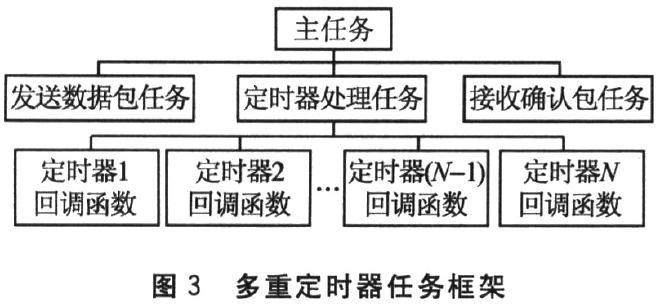 主任务
发送数据包任务
定时器处理任务
接收确认包任务
定时器1
回调函数
定时器2
回调函数
…
定时器(N-1)
回调函数
定时器N
回调函数
图 3 多重定时器任务框架